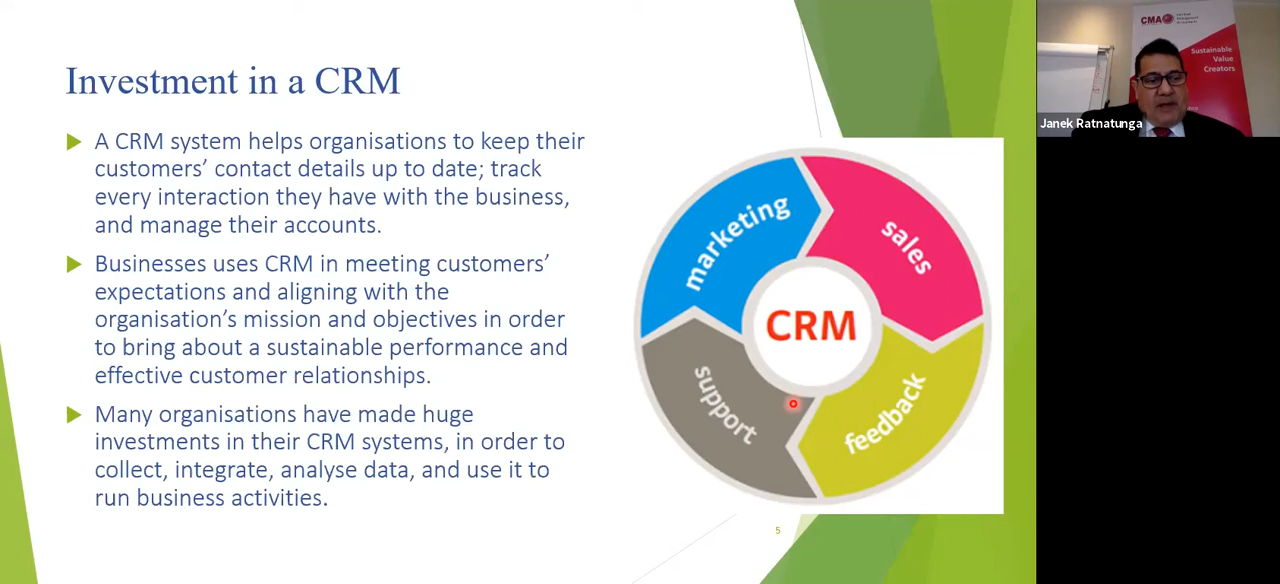 Investment in a CRM
A CRM system helps organisations to keep their
customers’ contact details up to date; track
every interaction they have with the business,
and manage their accounts.
Businesses uses CRM in meeting customers’
expectations and aligning with the
organisation’s mission and objectives in order
to bring about a sustainable performance and
effective customer relationships.
Many organisations have made huge
investments in their CRM systems, in order to
collect, integrate, analyse data, and use it to
run business activities.
marketing
sales
CRM
support
feedback
5
CMA
Sustainable
Value
Creators
Janek Ratnatunga